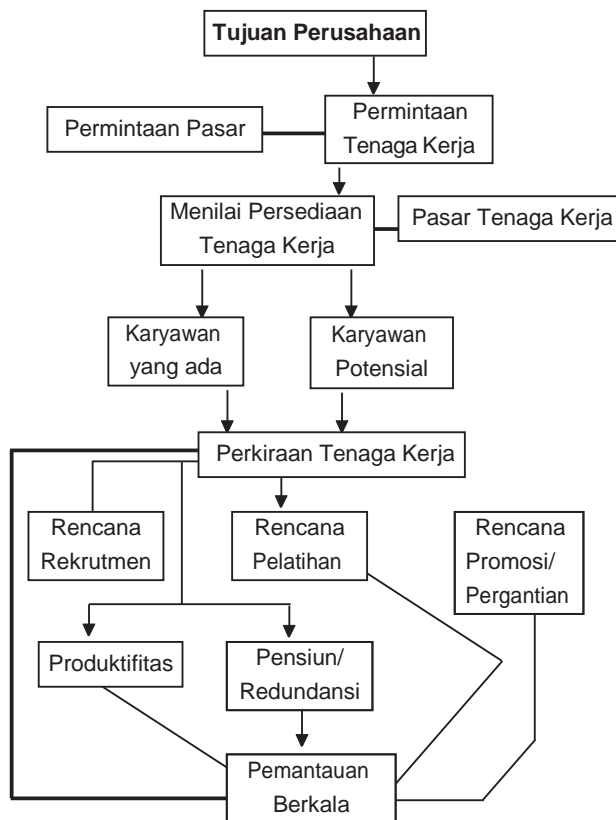 Tujuan Perusahaan
Permintaan Pasar
Permintaan
Tenaga Kerja
Menilai Persediaan
Tenaga Kerja
Pasar Tenaga Kerja
Karyawan
yang ada
Karyawan
Potensial
Perkiraan Tenaga Kerja
Rencana
Rekrutmen
Rencana
Pelatihan
Rencana
Promosi/
Pergantian
Produktifitas
Pensiun/
Redundansi
Pemantauan
Berkala